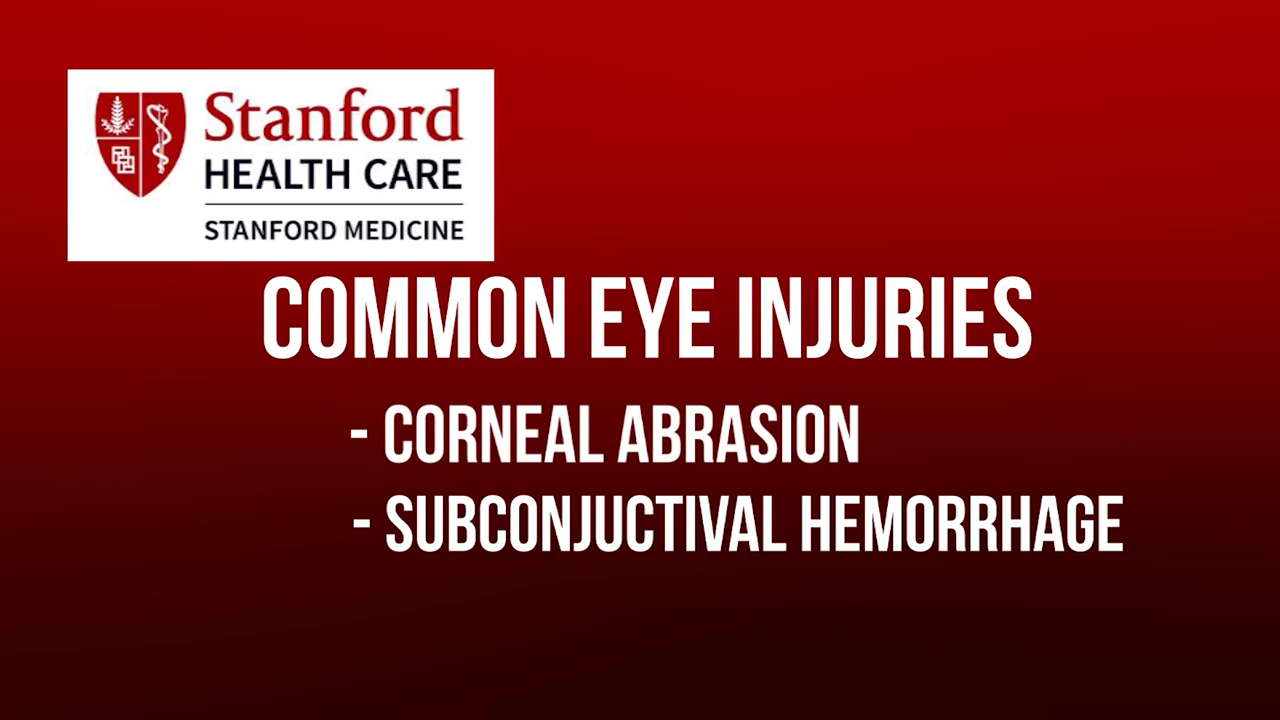 Stanford
HEALTH CARE
STANFORD MEDICINE
COMMON EYE INJURIES
- CORNEAL ABRASION
- SUBCONJUCTIVAL HEMORRHAGE